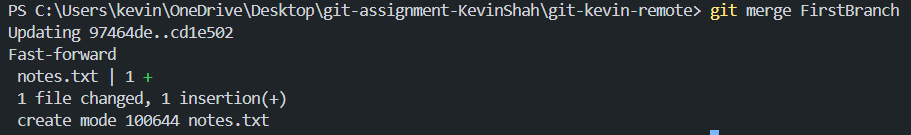 PS C:\Users\kevin\OneDrive\Desktop\git-assignment-KevinShah\git-kevin-remote> git merge FirstBranch
Updating 97464de..cd1e502
Fast-forward
 notes.txt | 1 +
 1 file changed, 1 insertion(+)
 create mode 100644 notes.txt